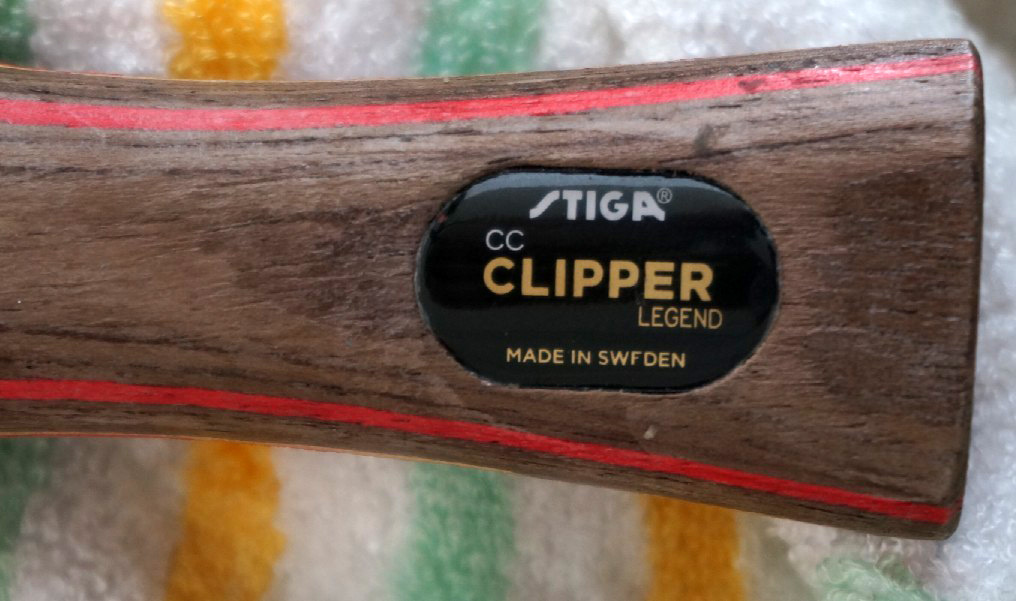 STIGA®
CC
CLIPPER
LEGEND
MADE IN SWFDEN